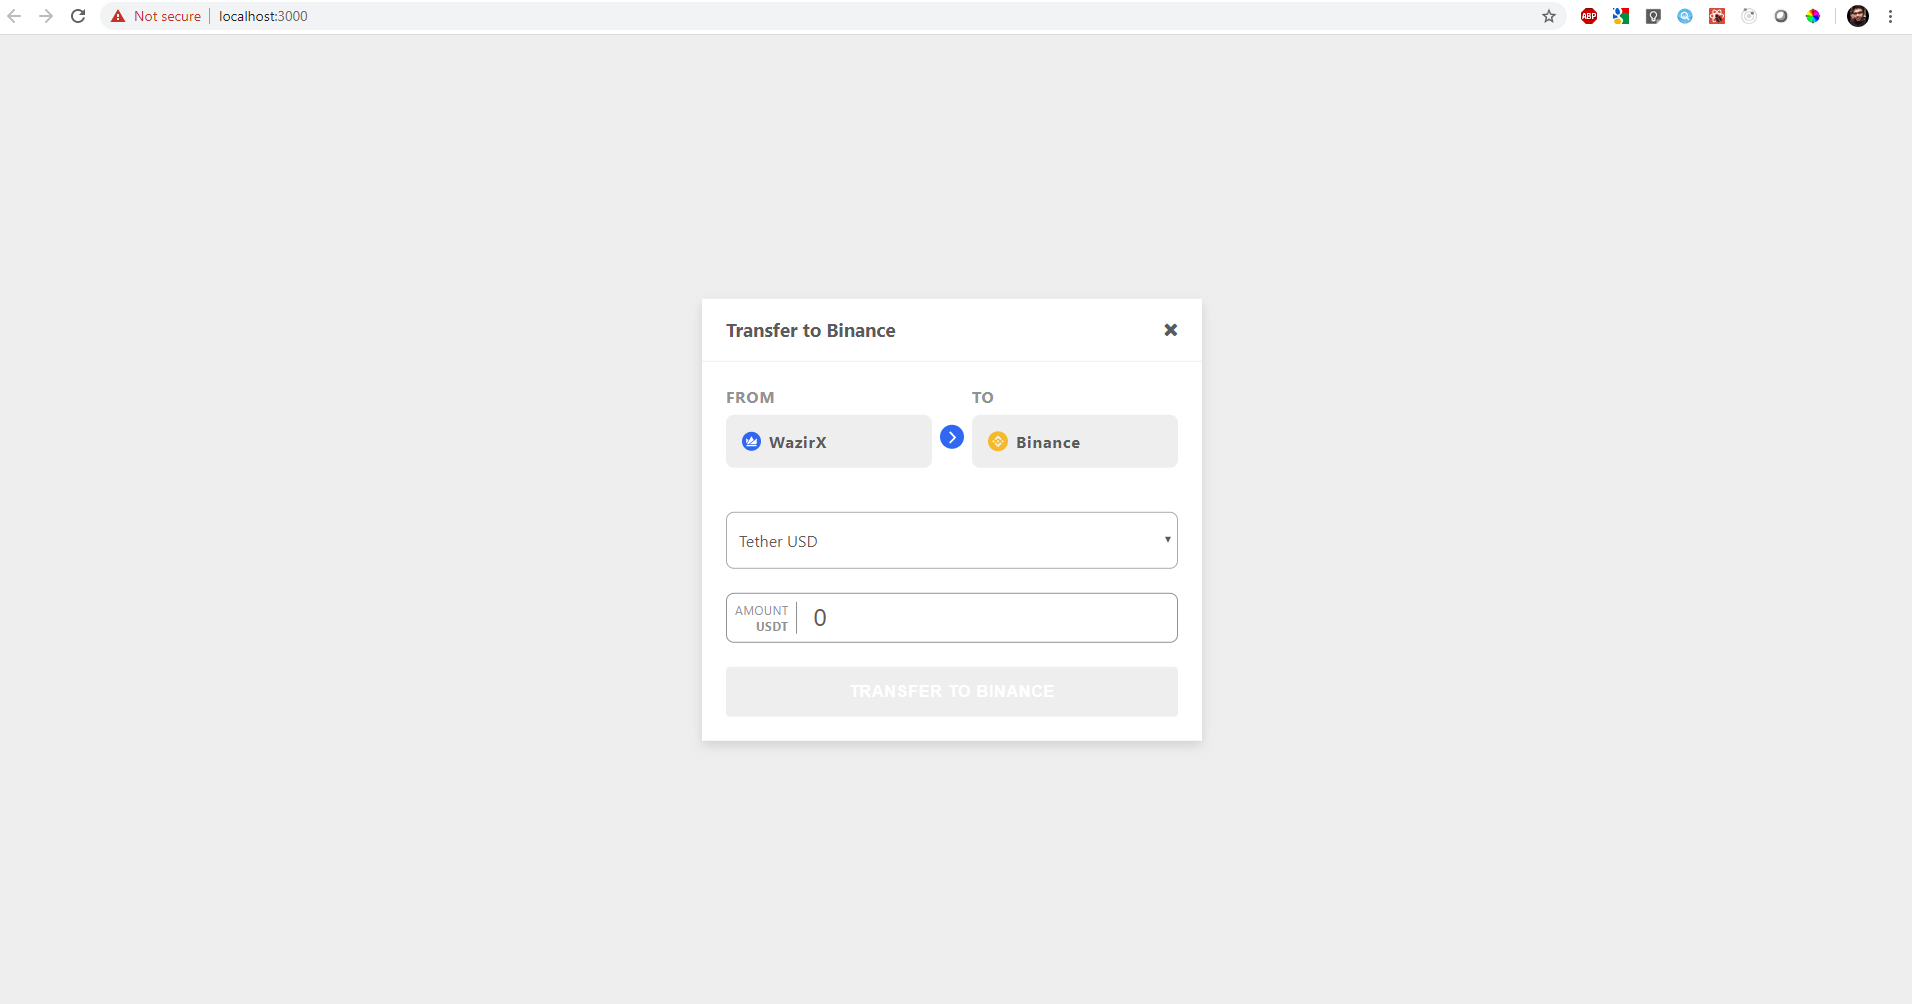 Not secure localhost:3000
ABP
Transfer to Binance
FROM TO
WazirX Binance
Tether USD
AMOUNT
USDT 0
TRANSFER TO BINANCE